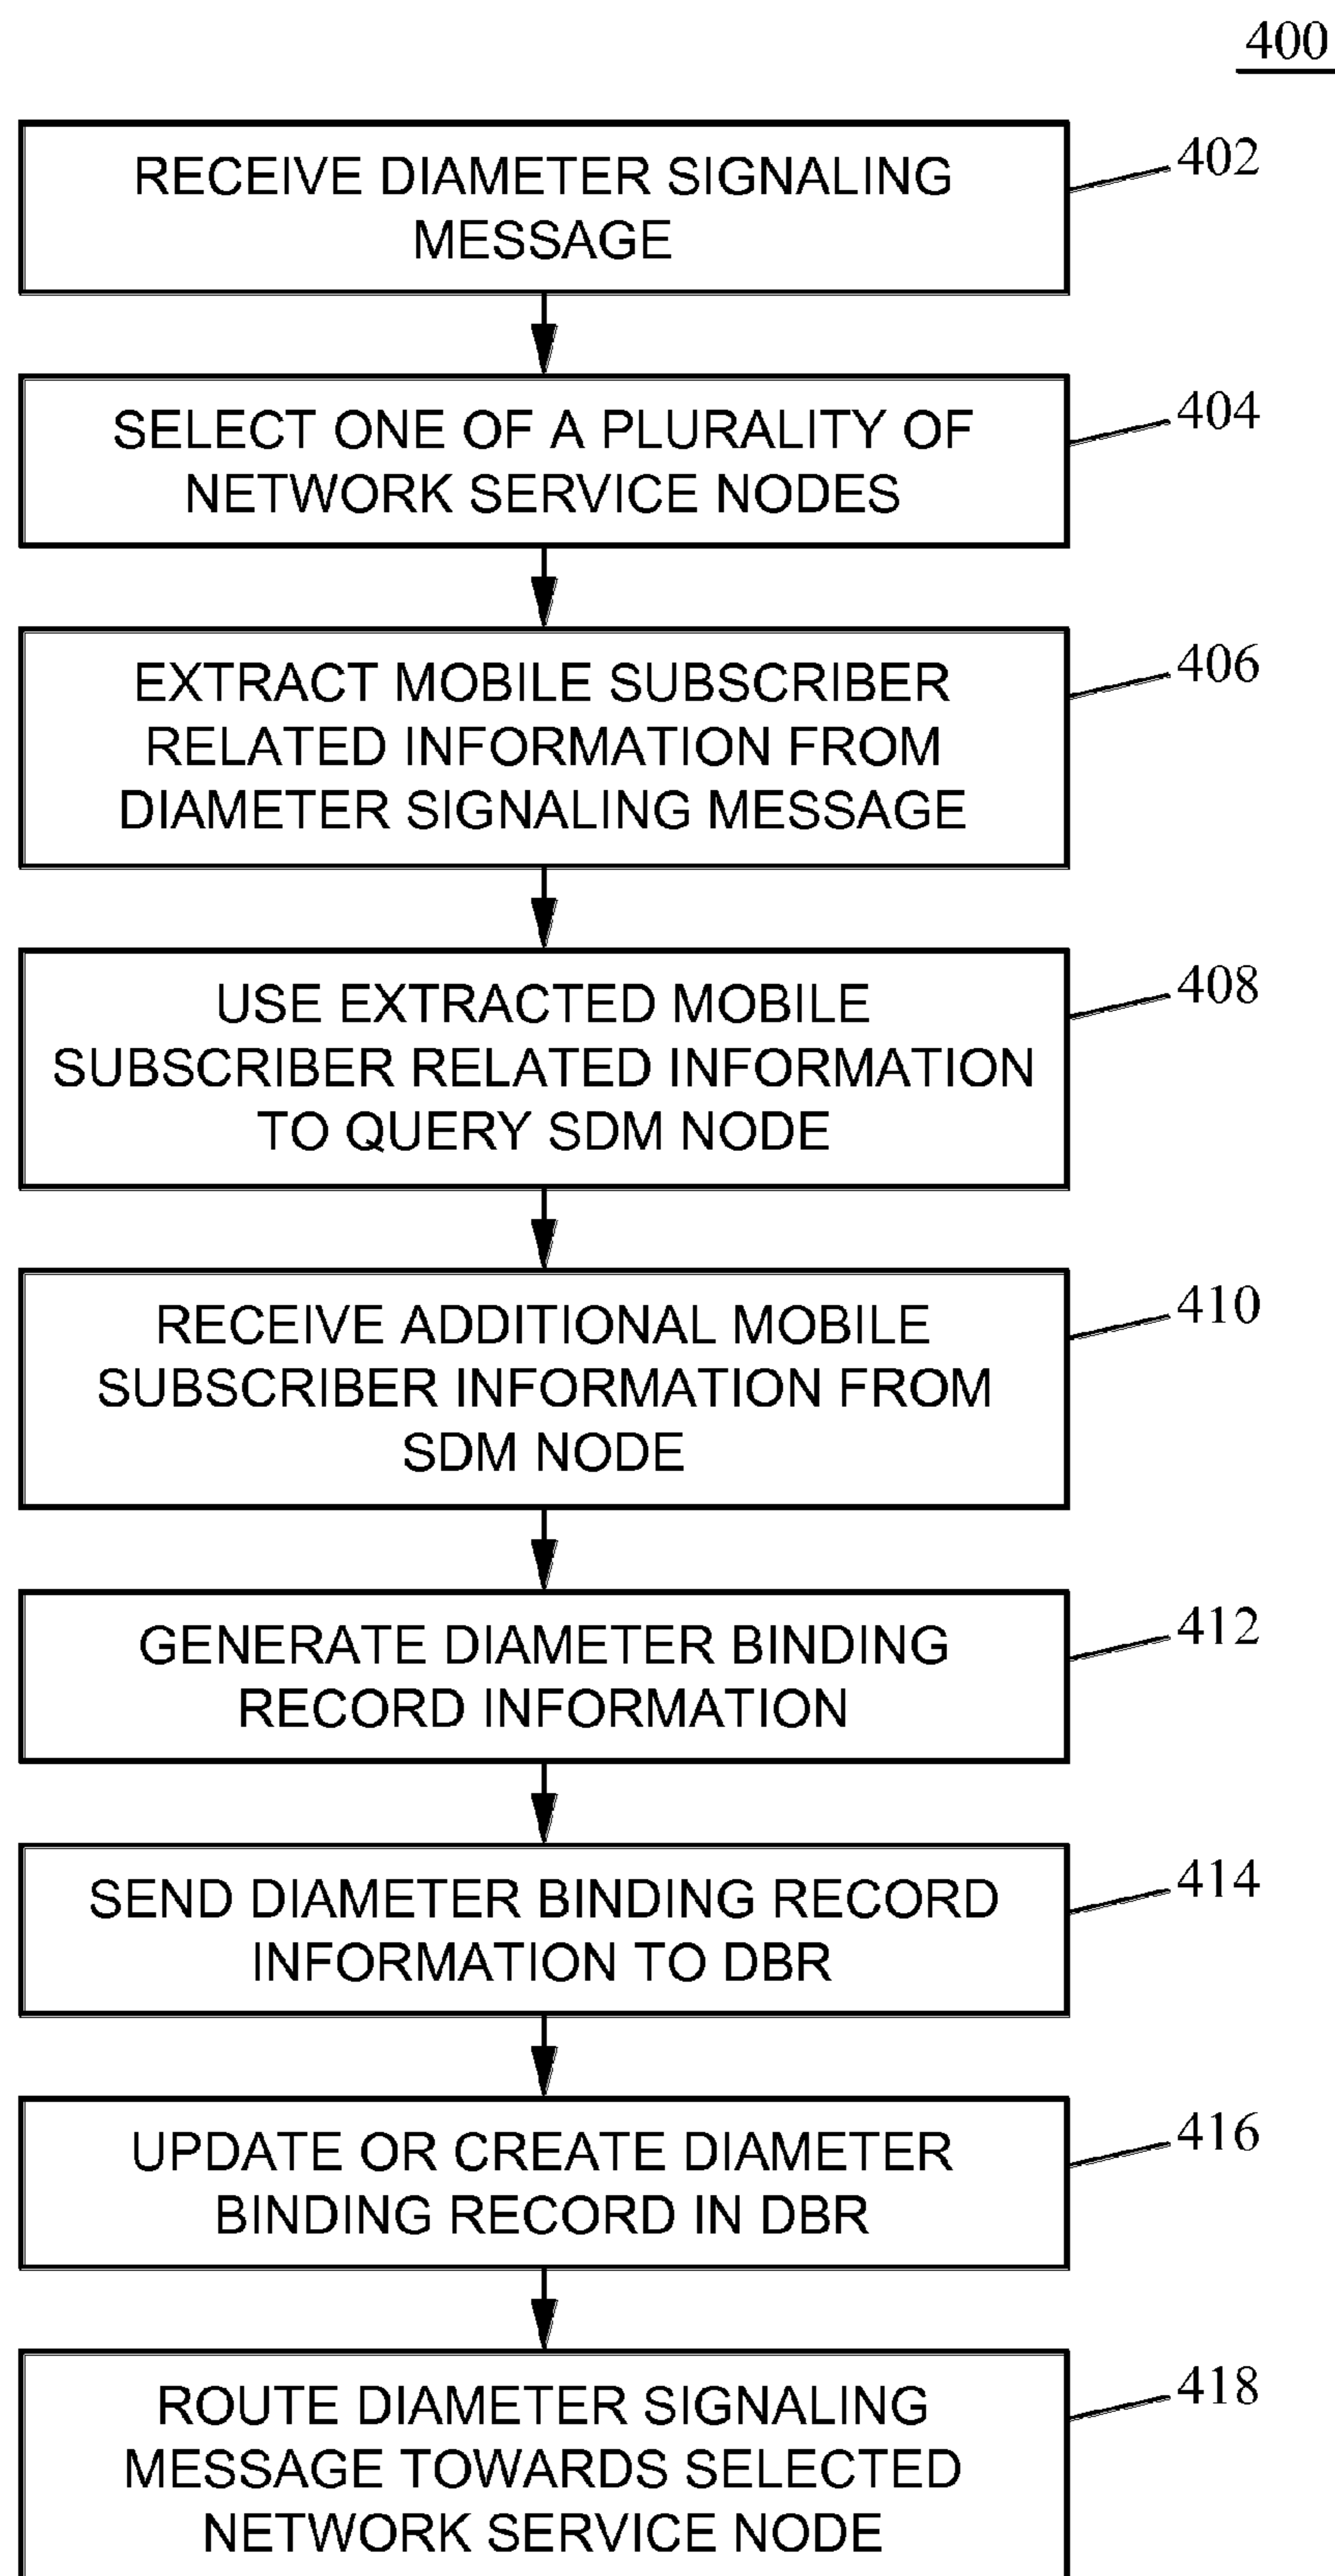 400
RECEIVE DIAMETER SIGNALING
MESSAGE
402
SELECT ONE OF A PLURALITY OF
NETWORK SERVICE NODES
404
EXTRACT MOBILE SUBSCRIBER
RELATED INFORMATION FROM
DIAMETER SIGNALING MESSAGE
406
USE EXTRACTED MOBILE
SUBSCRIBER RELATED INFORMATION
TO QUERY SDM NODE
408
RECEIVE ADDITIONAL MOBILE
SUBSCRIBER INFORMATION FROM
SDM NODE
410
GENERATE DIAMETER BINDING
RECORD INFORMATION
412
SEND DIAMETER BINDING RECORD
INFORMATION TO DBR
414
UPDATE OR CREATE DIAMETER
BINDING RECORD IN DBR
416
ROUTE DIAMETER SIGNALING
MESSAGE TOWARDS SELECTED
NETWORK SERVICE NODE
418